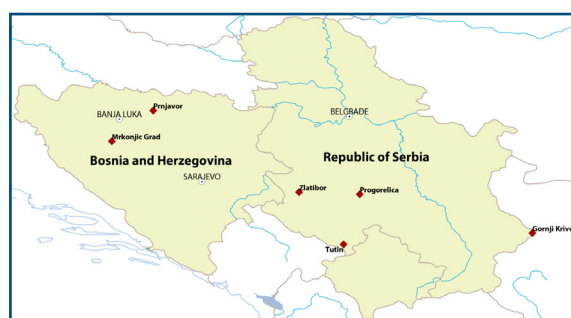 Prnjavor
BANJA LUKA
BELGRADE
Mrkonjic Grad
Bosnia and Herzegovina
Republic of Serbia
SARAJEVO
Zlatibor
Progorelica
Gornji Krivo
Tutin